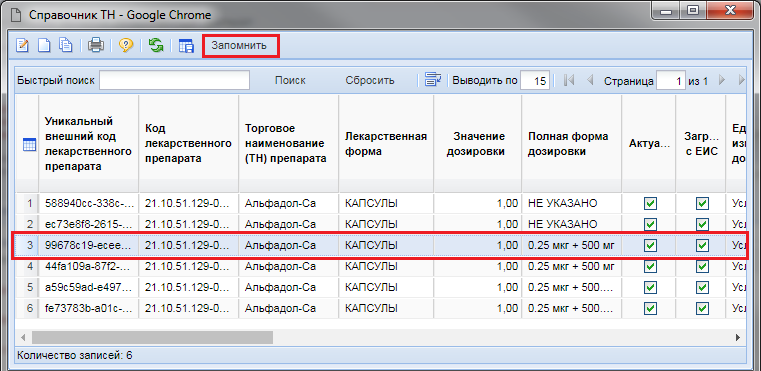 Справочник ТН - Google Chrome
Запомнить
Быстрый поиск Поиск Сбросить Выводить по 15 Страница 1 из 1
Уникальный внешний код лекарственного препарата Код лекарственного препарата Торговое наименование (ТН) препарата Лекарственная форма Значение дозировки Полная форма дозировки Актуа... Загр... с ЕИС Ед изм до
1 588940cc-338c-... 21.10.51.129-0... Альфадол-Са КАПСУЛЫ 1,00 НЕ УКАЗАНО Усл
2 ec73e8f8-2615-... 21.10.51.129-0... Альфадол-Са КАПСУЛЫ 1,00 НЕ УКАЗАНО Усл
3 99678c19-ecee... 21.10.51.129-0... Альфадол-Са КАПСУЛЫ 1,00 0.25 мкг + 500 мг Усл
4 44fa109a-87f2-... 21.10.51.129-0... Альфадол-Са КАПСУЛЫ 1,00 0.25 мкг + 500 мг Усл
5 a59c59ad-e497... 21.10.51.129-0... Альфадол-Са КАПСУЛЫ 1,00 0.25 мкг + 500.... Усл
6 fe73783b-a01c-... 21.10.51.129-0... Альфадол-Са КАПСУЛЫ 1,00 0.25 мкг + 500.... Усл
Количество записей: 6